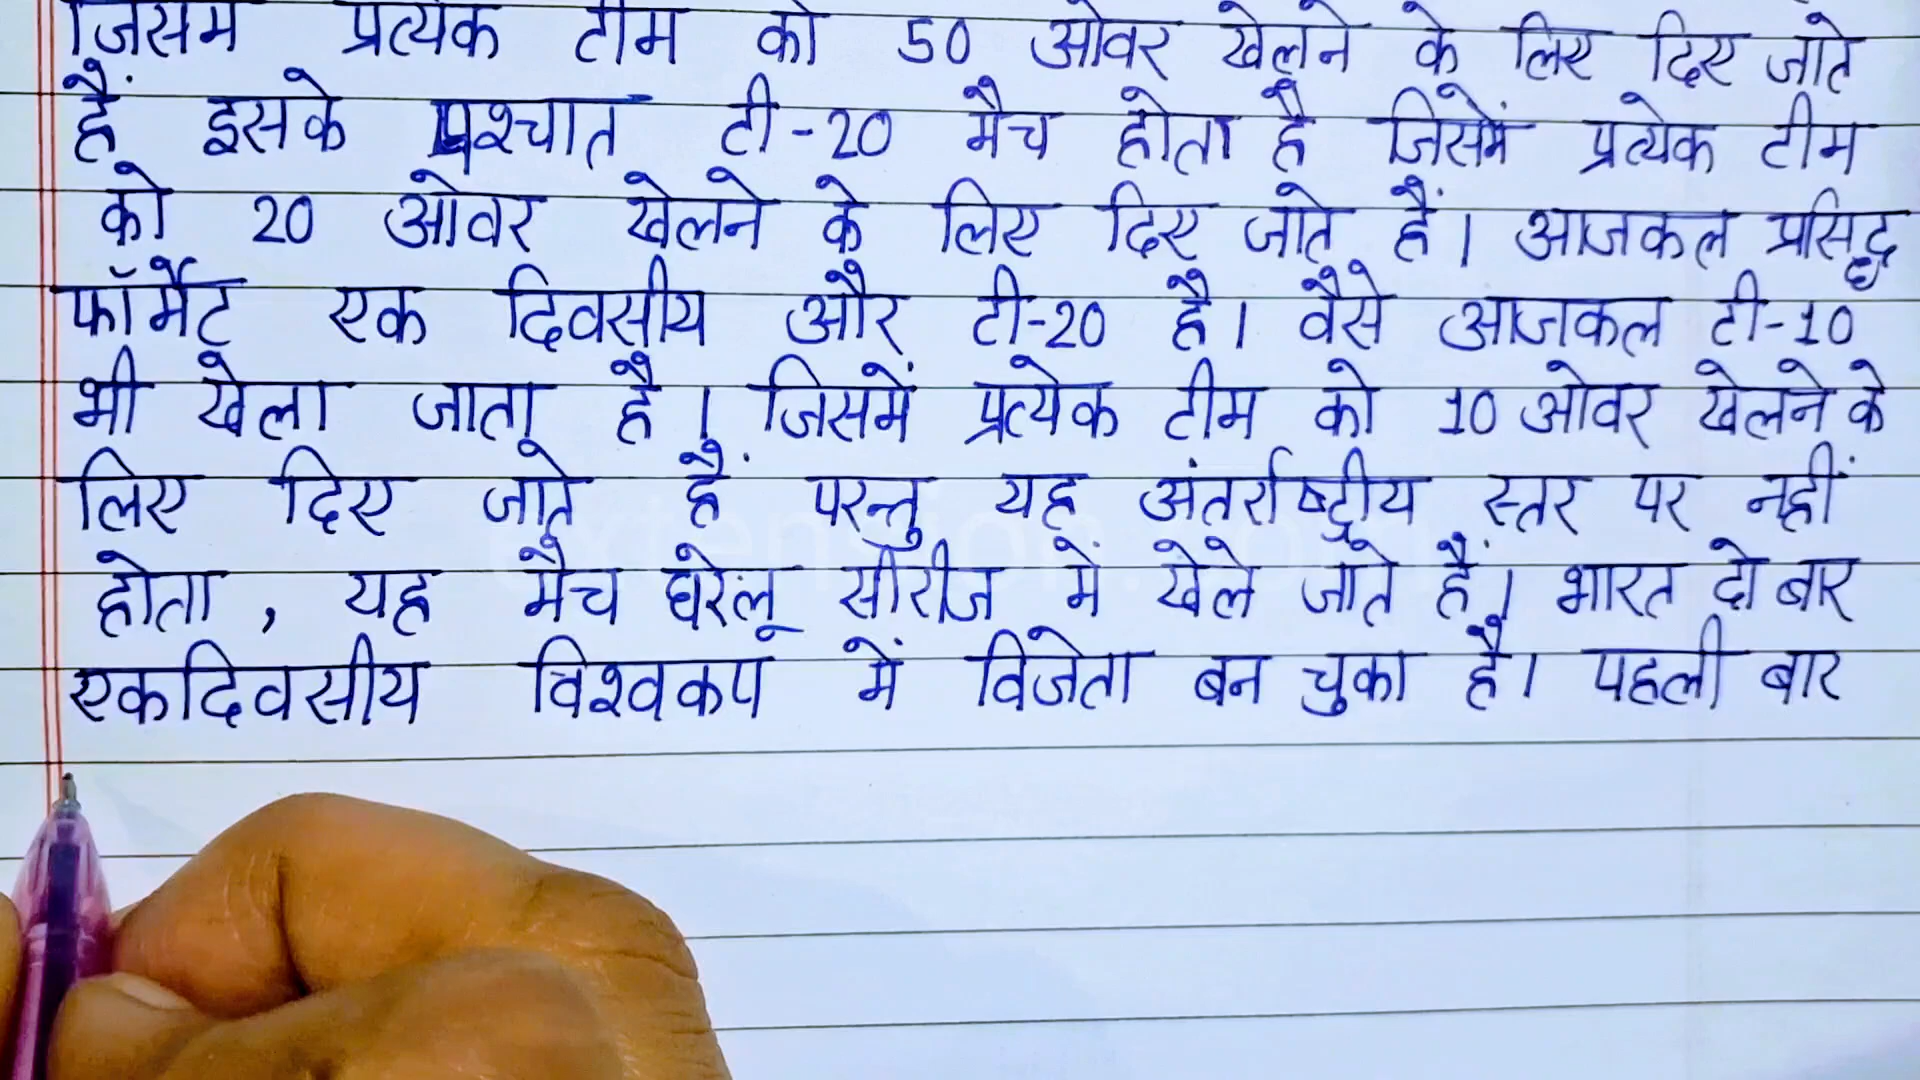 जिसमें प्रत्येक टीम को 50 ओवर खेलने के लिए दिए जाते
हैं इसके पश्चात टी-20 मैच होता है जिसमें प्रत्येक टीम
को 20 ओवर खेलने के लिए दिए जाते हैं। आजकल प्रसिद्ध
फॉर्मेट एक दिवसीय और टी-20 है। वैसे आजकल टी-10
भी खेला जाता है। जिसमें प्रत्येक टीम को 10 ओवर खेलने के
लिए दिए जाते हैं परन्तु यह अंतर्राष्ट्रीय स्तर पर नहीं
होता, यह मैच घरेलू सीरीज में खेले जाते हैं। भारत दो बार
एकदिवसीय विश्वकप में विजेता बन चुका है। पहली बार